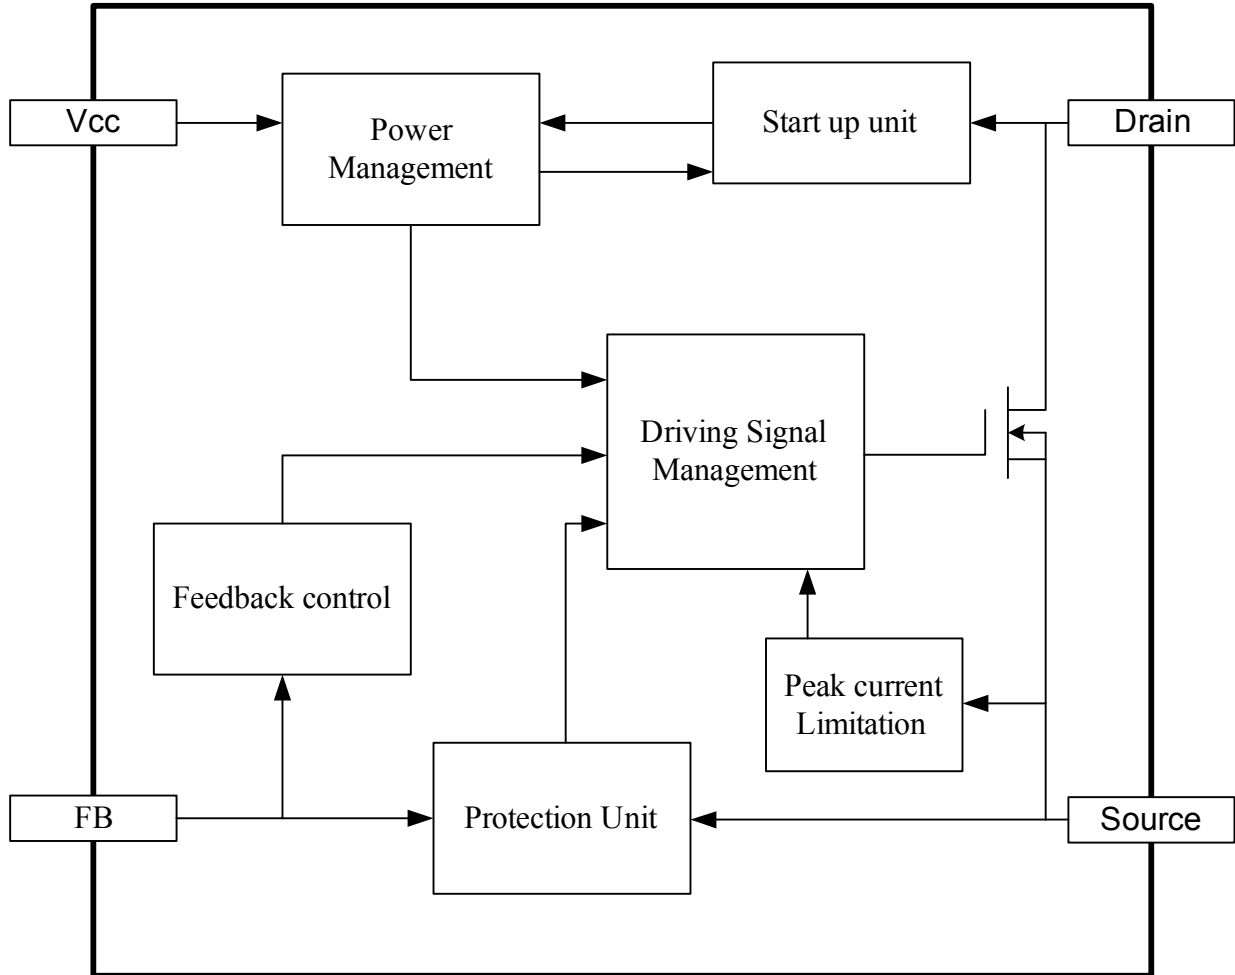 Vcc
Power
Management
Start up unit
Drain
Driving Signal
Management
Feedback control
Peak current
Limitation
FB
Protection Unit
Source